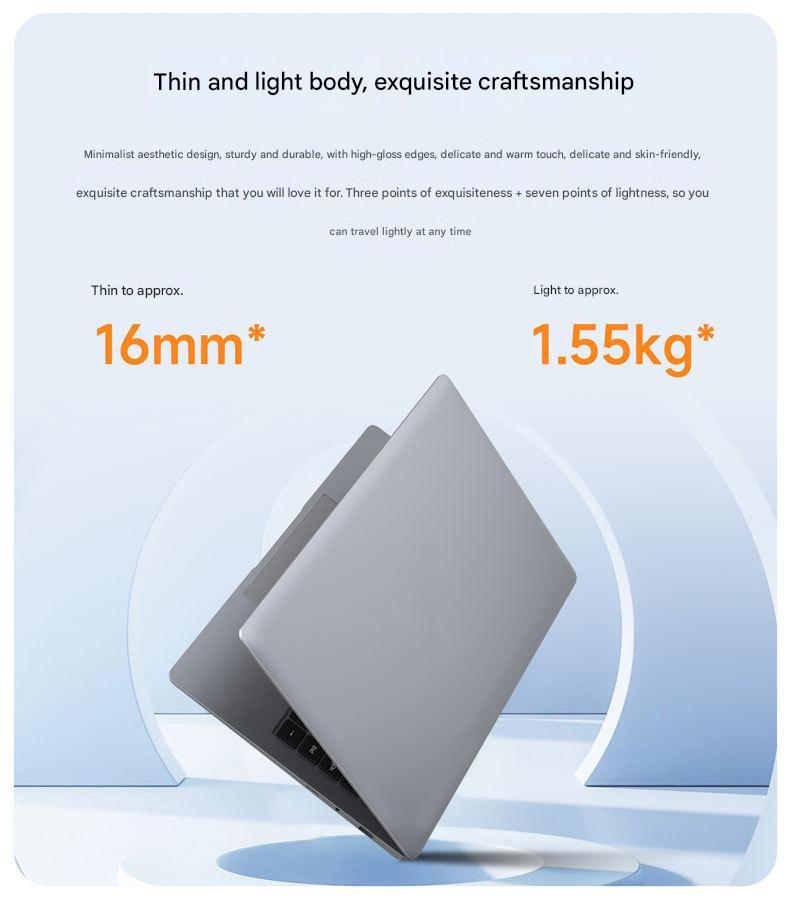 Thin and light body, exquisite craftsmanship
Minimalist aesthetic design, sturdy and durable, with high-gloss edges, delicate and warm touch, delicate and skin-friendly,
exquisite craftsmanship that you will love it for. Three points of exquisiteness + seven points of lightness, so you
can travel lightly at any time
Thin to approx.
Light to approx.
16mm*
1.55kg*